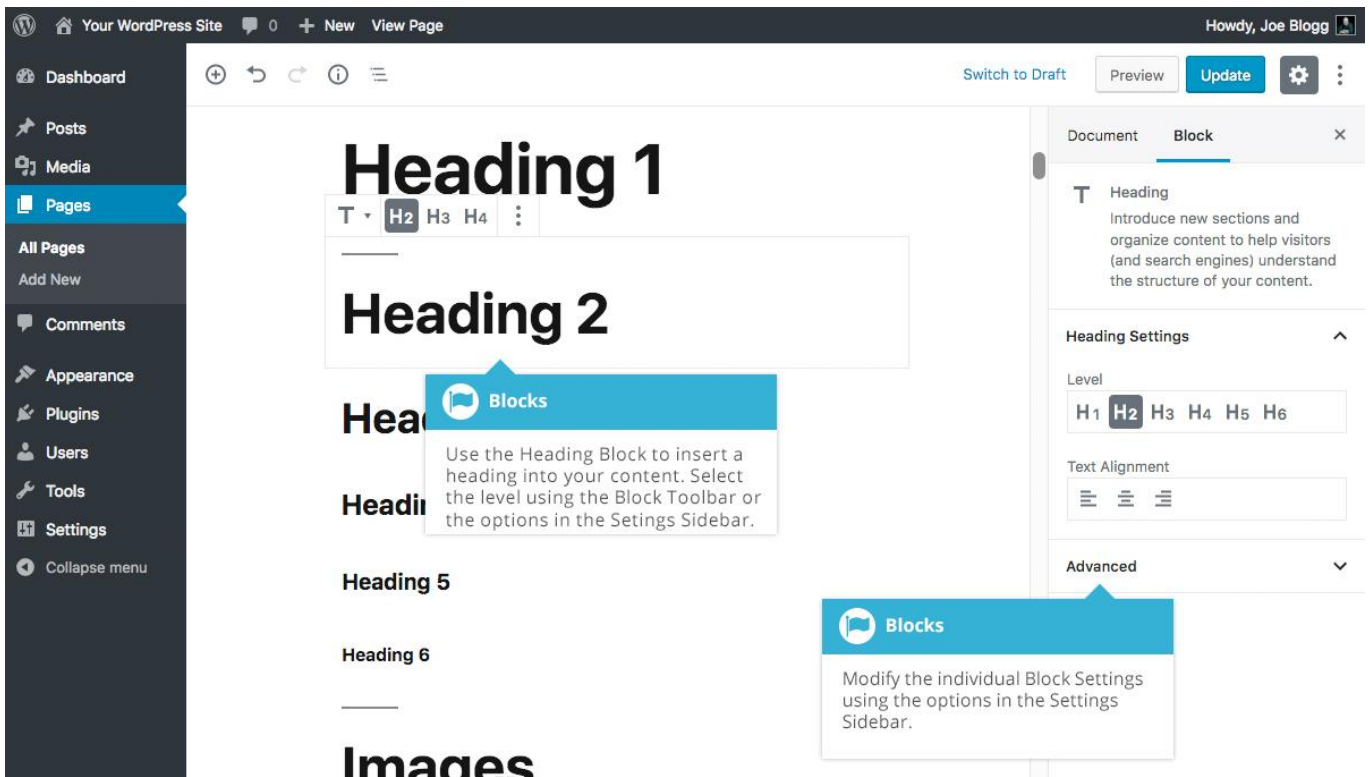 Your WordPress Site 0 + New View Page Howdy, Joe Blogg
Dashboard
Posts
Media
Pages
All Pages
Add New
Comments
Appearance
Plugins
Users
Tools
Settings
Collapse menu
Switch to Draft Preview Update
Heading 1
T H2 H3 H4
Heading 2
Blocks
Use the Heading Block to insert a
heading into your content. Select
the level using the Block Toolbar or
the options in the Setings Sidebar.
Heading 5
Heading 6
Images
Document Block ×
T Heading
Introduce new sections and
organize content to help visitors
(and search engines) understand
the structure of your content.
Heading Settings
Level
H1 H2 H3 H4 H5 H6
Text Alignment
Advanced
Blocks
Modify the individual Block Settings
using the options in the Settings
Sidebar.